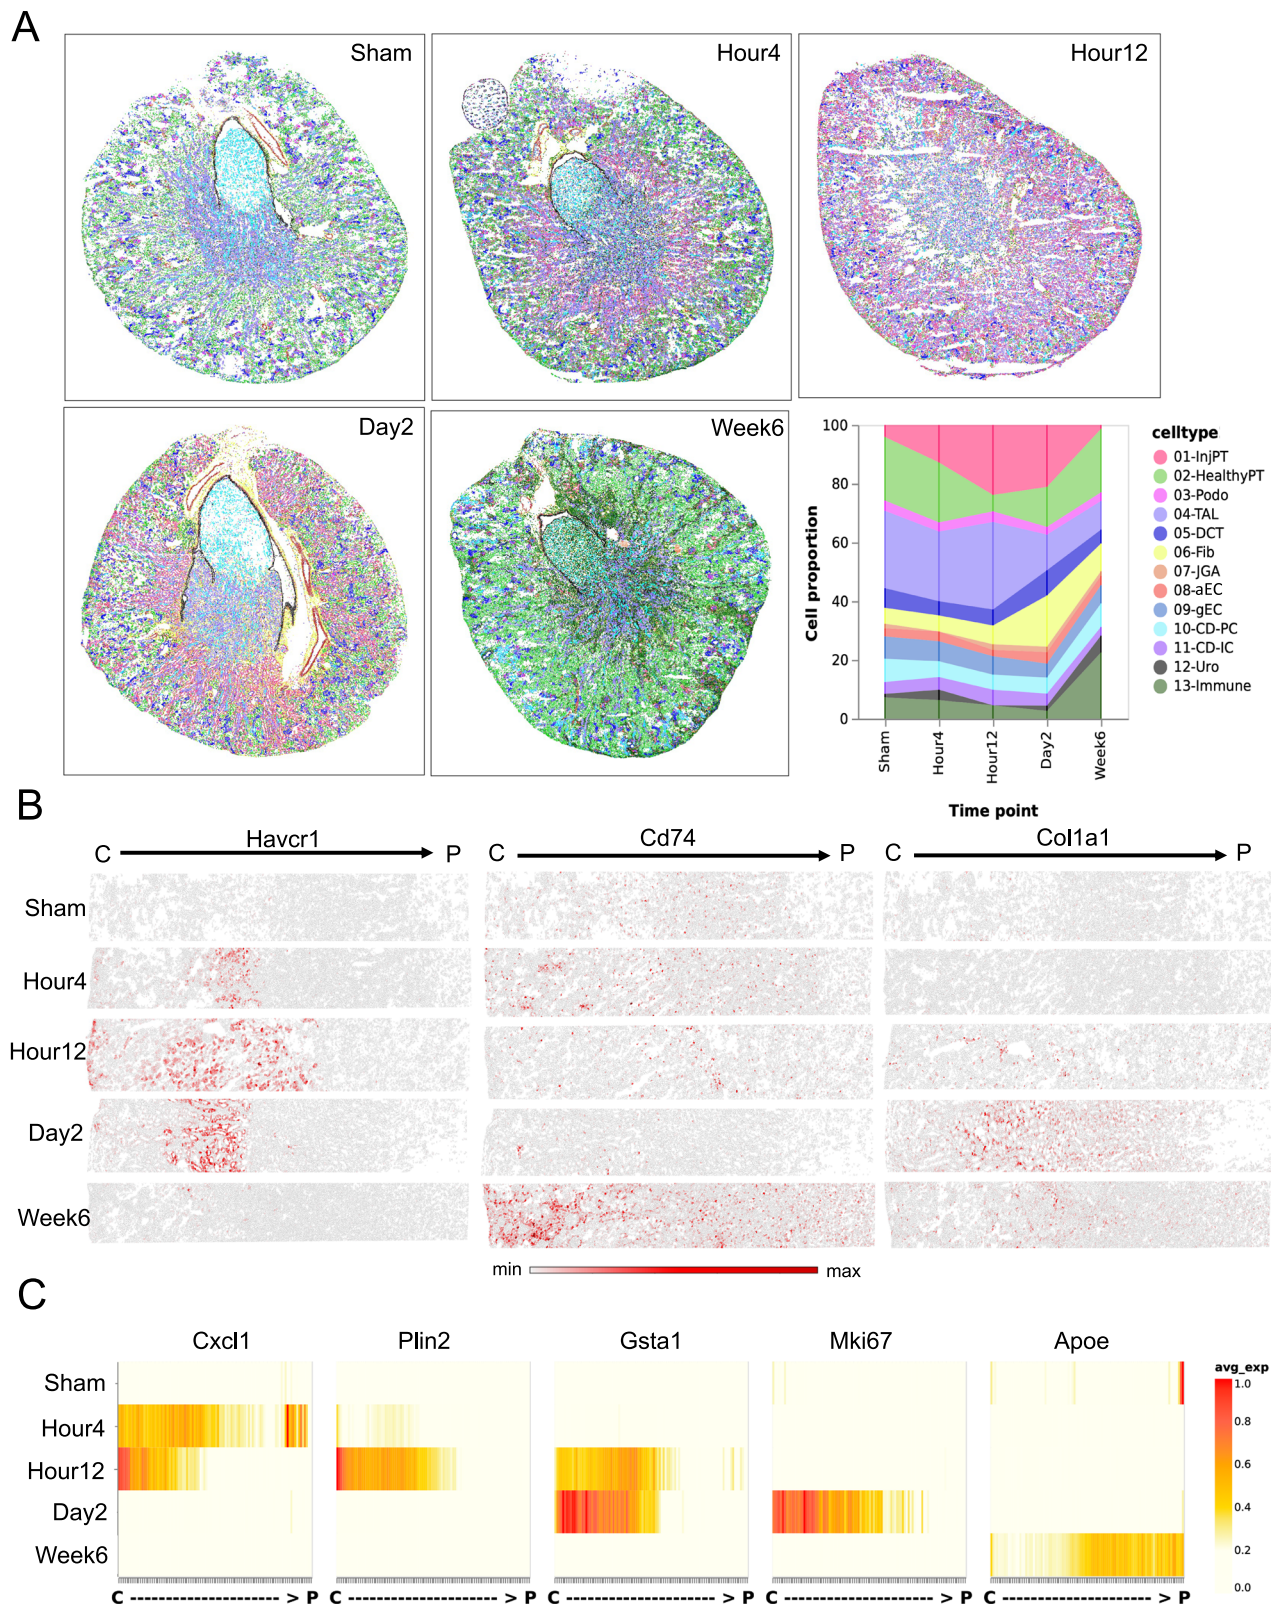 A
Sham
Hour4
Hour12
Day2
Week6
100
80
60
40
20
0
Cell proportion
Sham
Hour4
Hour12
Day2
Week6
Time point
celltype
01-InjPT
02-HealthyPT
03-Podo
04-TAL
05-DCT
06-Fib
07-JGA
08-aEC
09-gEC
10-CD-PC
11-CD-IC
12-Uro
13-Immune
B
C Havcr1 P
C Cd74 P
C Col1a1 P
Sham
Hour4
Hour12
Day2
Week6
min max
C
Cxcl1 Plin2 Gsta1 Mki67 Apoe
Sham
Hour4
Hour12
Day2
Week6
avg_exp
1.0
0.8
0.6
0.4
0.2
0.0
C ---------------------- > P C ---------------------- > P C ---------------------- > P C ---------------------- > P C ---------------------- > P